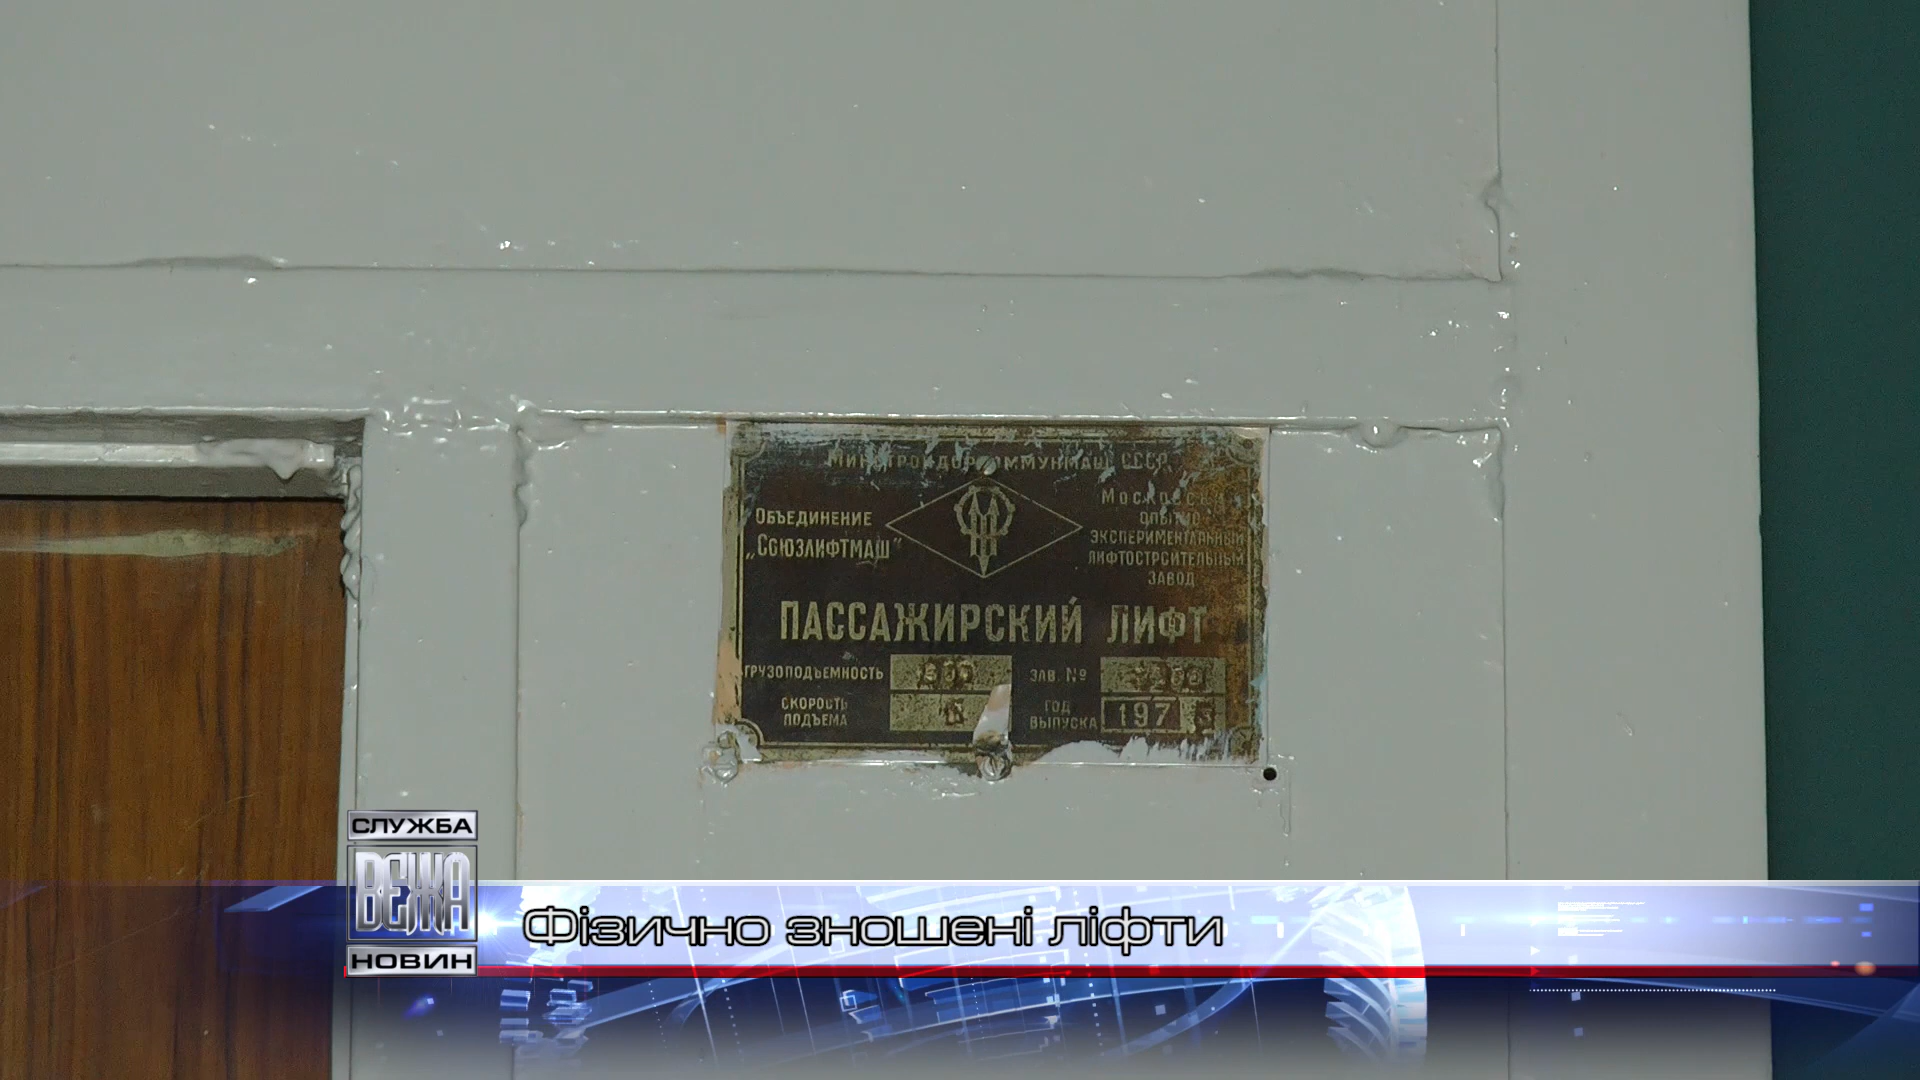 МИНСТРОЙДОРКОММУНМАШ СССР
ОБЪЕДИНЕНИЕ
„СОЮЗЛИФТМАШ"
МОСКОВСКИЙ
ОПЫТНО
ЭКСПЕРИМЕНТАЛЬНЫЙ
ЛИФТОСТРОИТЕЛЬНЫЙ
ЗАВОД
ПАССАЖИРСКИЙ ЛИФТ
ГРУЗОПОДЪЕМНОСТЬ
ЗАВ. №
СКОРОСТЬ
ПОДЪЕМА
ГОД
ВЫПУСКА
СЛУЖБА
ВЕЖА
НОВИН
Фізично зношені ліфти